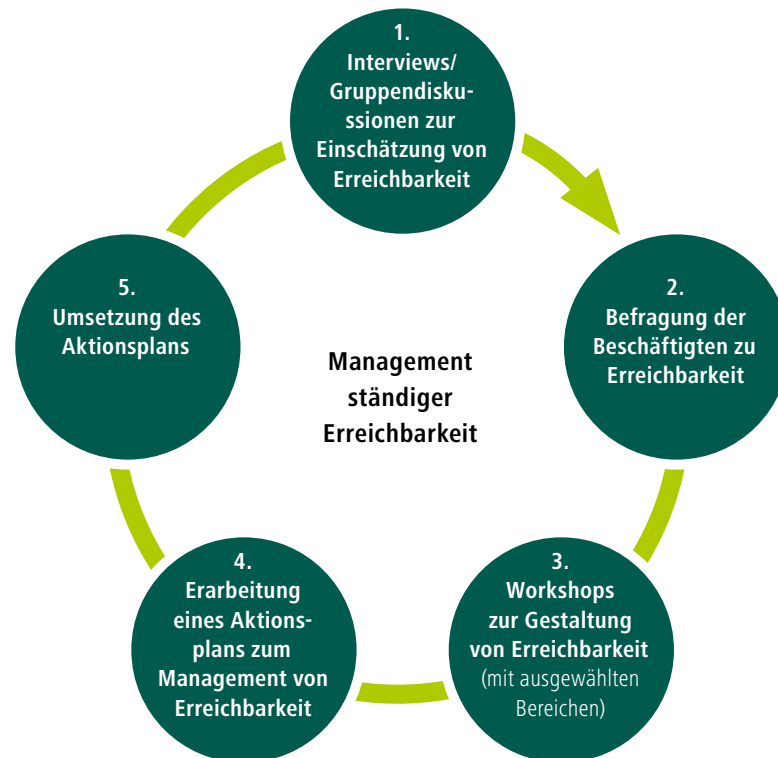 1.
Interviews/
Gruppendisku-
ssionen zur
Einschätzung von
Erreichbarkeit
2.
Befragung der
Beschäftigten zu
Erreichbarkeit
3.
Workshops
zur Gestaltung
von Erreichbarkeit
(mit ausgewählten
Bereichen)
4.
Erarbeitung
eines Aktions-
plans zum
Management von
Erreichbarkeit
5.
Umsetzung des
Aktionsplans
Management
ständiger
Erreichbarkeit